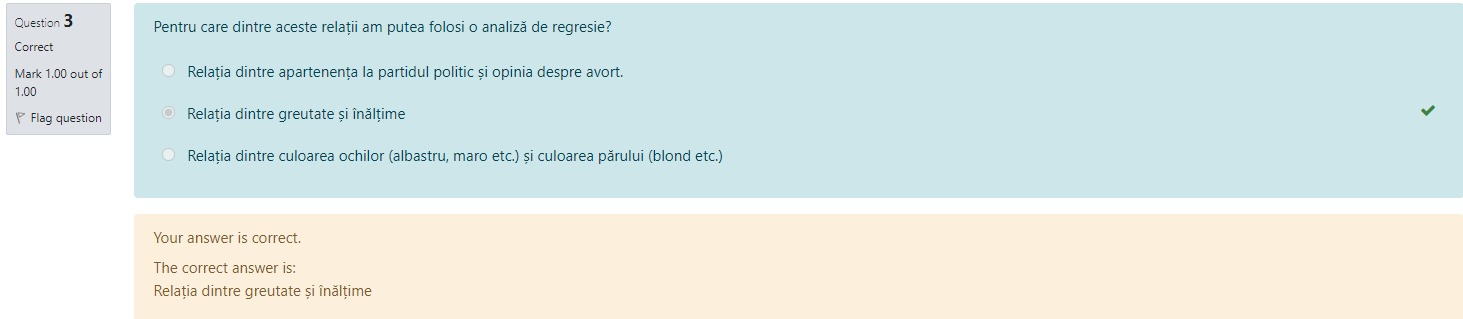 Question 3
Correct
Mark 1.00 out of
1.00
Flag question
Pentru care dintre aceste relații am putea folosi o analiză de regresie?
Relația dintre apartenența la partidul politic și opinia despre avort.
Relația dintre greutate și înălțime
Relația dintre culoarea ochilor (albastru, maro etc.) și culoarea părului (blond etc.)
Your answer is correct.
The correct answer is:
Relația dintre greutate și înălțime